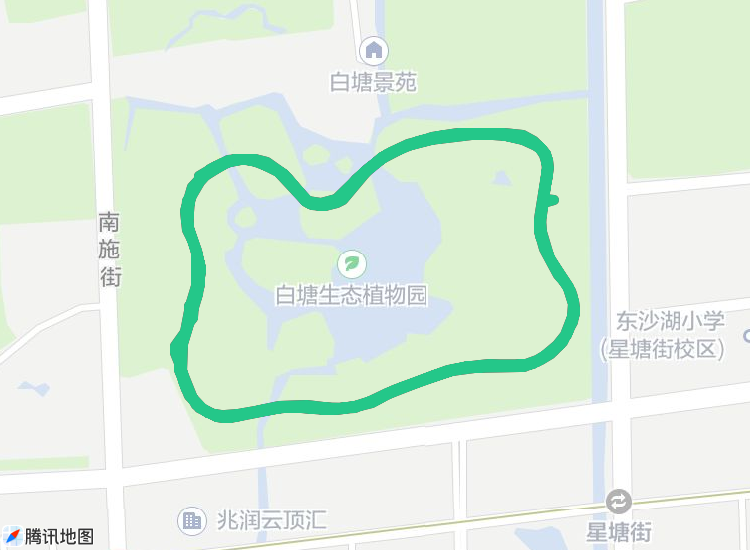 白塘景苑
南施街
白塘生态植物园
东沙湖小学
(星塘街校区)
兆润云顶汇
星塘街
腾讯地图